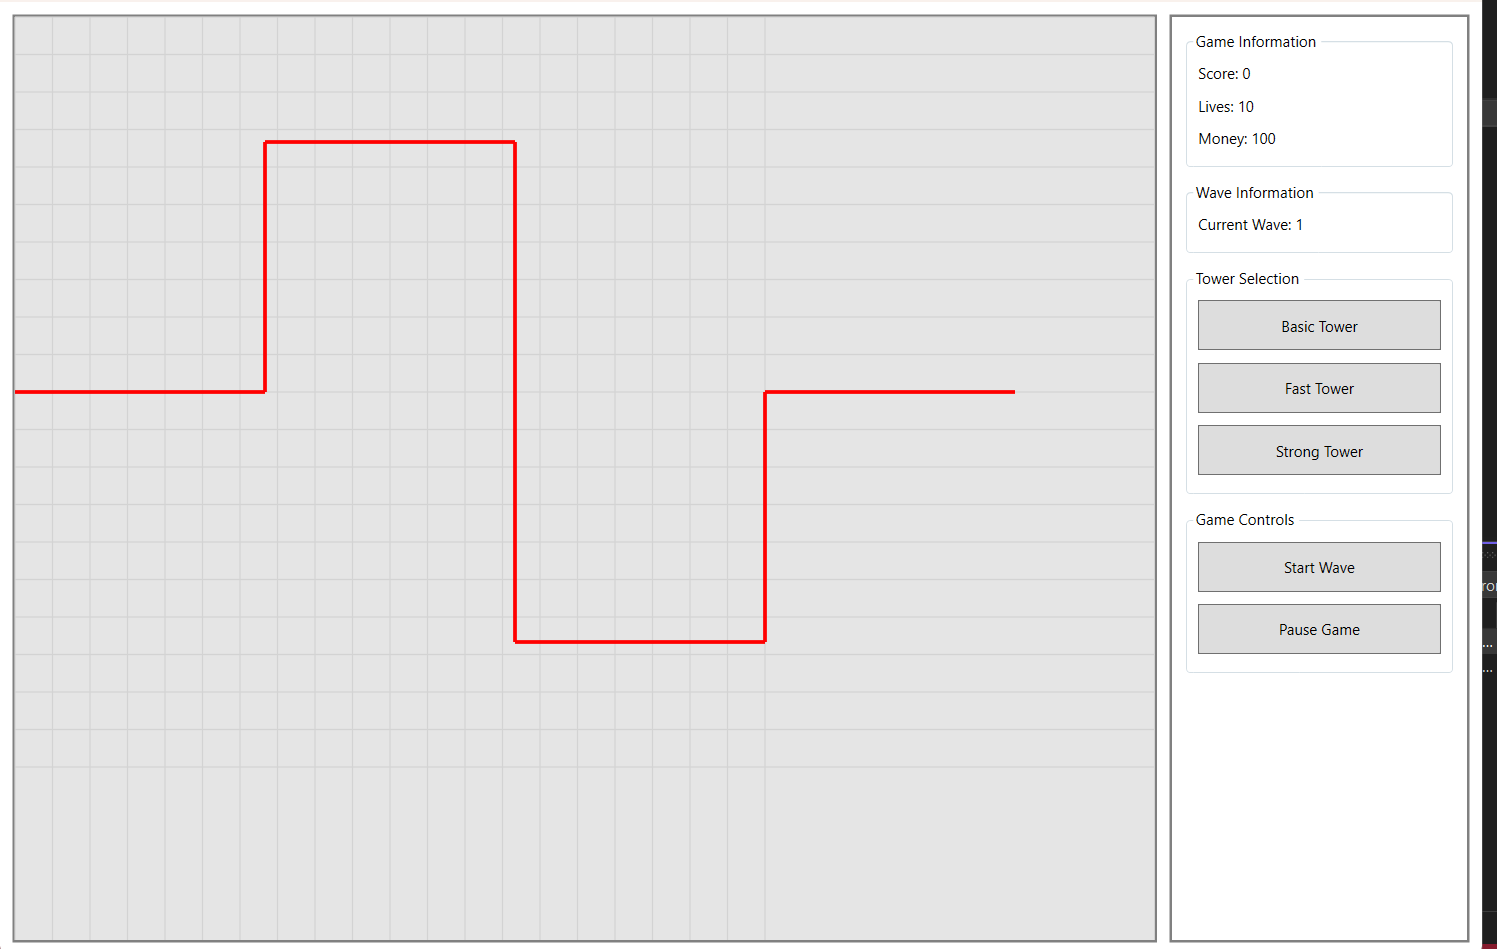 Game Information
Score: 0
Lives: 10
Money: 100
Wave Information
Current Wave: 1
Tower Selection
Basic Tower
Fast Tower
Strong Tower
Game Controls
Start Wave
Pause Game